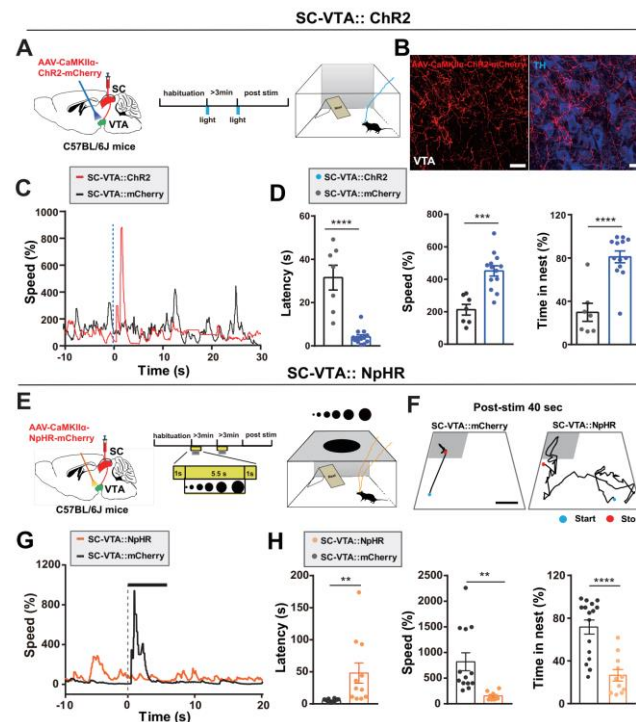 SC-VTA:: ChR2
A
AAV-CaMKIIα-
ChR2-mCherry
SC
VTA
C57BL/6J mice
habituation >3min post stim
light light
B
AAV-CaMKIIα-ChR2-mCherry
TH
VTA
C
SC-VTA::ChR2
SC-VTA::mCherry
Speed (%)
800
600
400
200
0
-10 0 10 20 30
Time (s)
D
SC-VTA::ChR2
SC-VTA::mCherry
Latency (s)
60
40
20
0
****
Speed (%)
800
600
400
200
0
***
Time in nest (%)
120
80
40
0
****
SC-VTA:: NpHR
E
AAV-CaMKIIα-
NpHR-mCherry
SC
VTA
C57BL/6J mice
habituation >3min >3min post stim
1s 5.5 s 1s
F
Post-stim 40 sec
SC-VTA::mCherry SC-VTA::NpHR
Start Sto
G
SC-VTA::NpHR
SC-VTA::mCherry
Speed (%)
1200
800
400
0
-10 0 10 20
Time (s)
H
SC-VTA::NpHR
SC-VTA::mCherry
Latency (s)
200
150
100
50
0
**
Speed (%)
2500
2000
1500
1000
500
0
**
Time in nest (%)
120
80
40
0
****